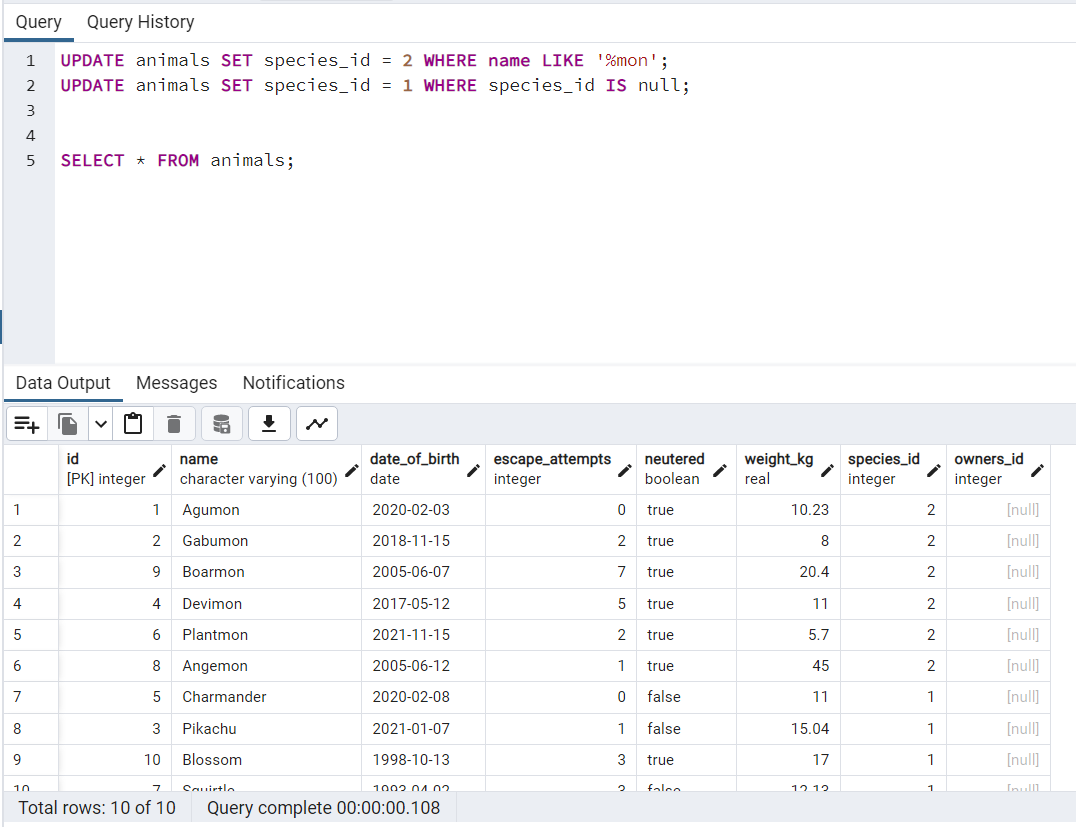 Query Query History
1 UPDATE animals SET species_id = 2 WHERE name LIKE '%mon';
2 UPDATE animals SET species_id = 1 WHERE species_id IS null;
3
4
5 SELECT * FROM animals;
Data Output Messages Notifications
id name date_of_birth escape_attempts neutered weight_kg species_id owners_id
[PK] integer character varying (100) date integer boolean real integer integer
1 1 Agumon 2020-02-03 0 true 10.23 2 [null]
2 2 Gabumon 2018-11-15 2 true 8 2 [null]
3 9 Boarmon 2005-06-07 7 true 20.4 2 [null]
4 4 Devimon 2017-05-12 5 true 11 2 [null]
5 6 Plantmon 2021-11-15 2 true 5.7 2 [null]
6 8 Angemon 2005-06-12 1 true 45 2 [null]
7 5 Charmander 2020-02-08 0 false 11 1 [null]
8 3 Pikachu 2021-01-07 1 false 15.04 1 [null]
9 10 Blossom 1998-10-13 3 true 17 1 [null]
10 7 Squirtle 1993-04-02 3 false 12.13 1 [null]
Total rows: 10 of 10 Query complete 00:00:00.108